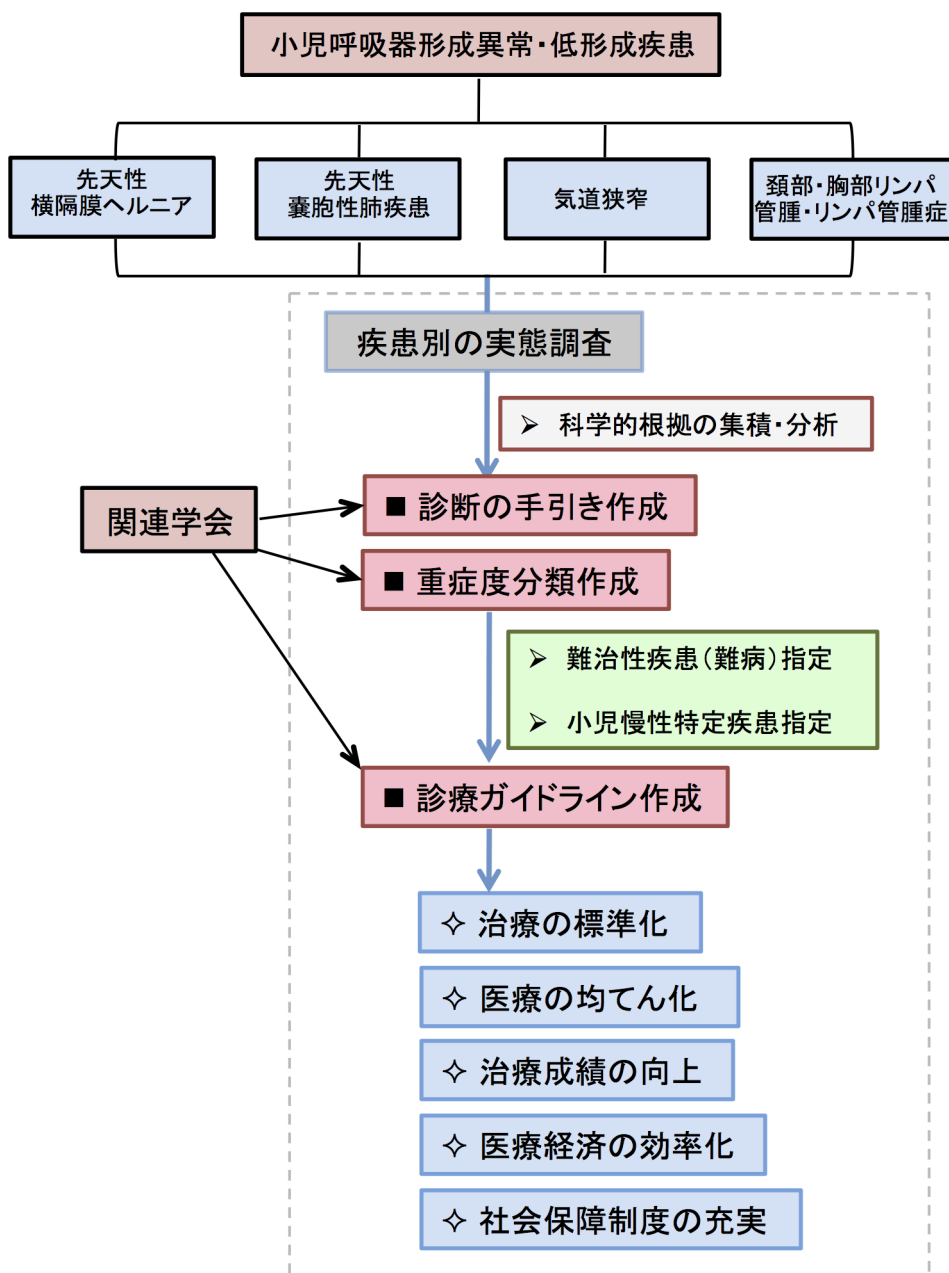 小児呼吸器形成異常・低形成疾患
先天性
横隔膜ヘルニア
先天性
嚢胞性肺疾患
気道狭窄
頚部・胸部リンパ
管腫・リンパ管腫症
疾患別の実態調査
➢ 科学的根拠の集積・分析
■ 診断の手引き作成
関連学会
■ 重症度分類作成
➢ 難治性疾患(難病)指定
➢ 小児慢性特定疾患指定
■ 診療ガイドライン作成
✧ 治療の標準化
✧ 医療の均てん化
✧ 治療成績の向上
✧ 医療経済の効率化
✧ 社会保障制度の充実